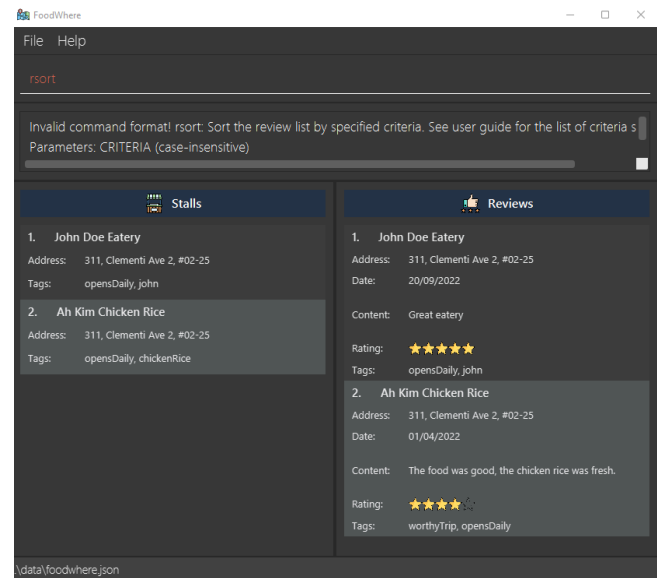 FoodWhere
File Help
rsort
Invalid command format! rsort: Sort the review list by specified criteria. See user guide for the list of criteria s
Parameters: CRITERIA (case-insensitive)
Stalls
1. John Doe Eatery
Address: 311, Clementi Ave 2, #02-25
Tags: opensDaily, john
2. Ah Kim Chicken Rice
Address: 311, Clementi Ave 2, #02-25
Tags: opensDaily, chickenRice
Reviews
1. John Doe Eatery
Address: 311, Clementi Ave 2, #02-25
Date: 20/09/2022
Content: Great eatery
Rating:
Tags: opensDaily, john
2. Ah Kim Chicken Rice
Address: 311, Clementi Ave 2, #02-25
Date: 01/04/2022
Content: The food was good, the chicken rice was fresh.
Rating:
Tags: worthyTrip, opensDaily
.\data\foodwhere.json